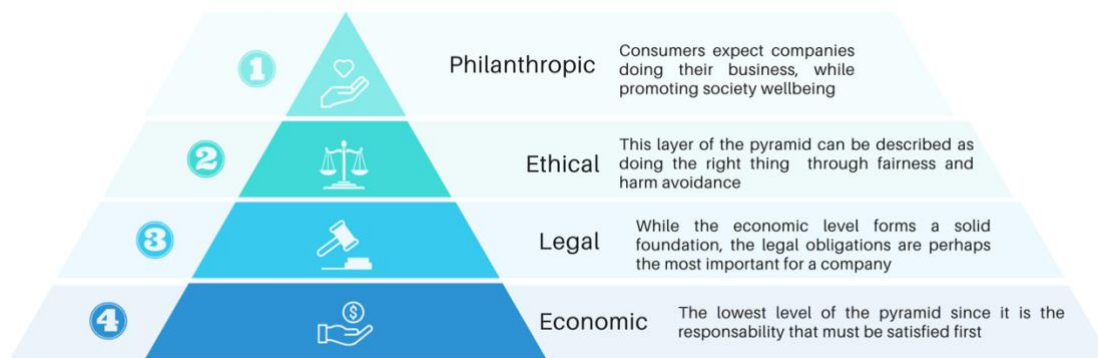 1
Philanthropic
Consumers expect companies
doing their business, while
promoting society wellbeing
2
Ethical
This layer of the pyramid can be described as
doing the right thing through fairness and
harm avoidance
3
Legal
While the economic level forms a solid
foundation, the legal obligations are perhaps
the most important for a company
4
$
Economic
The lowest level of the pyramid since it is the
responsability that must be satisfied first